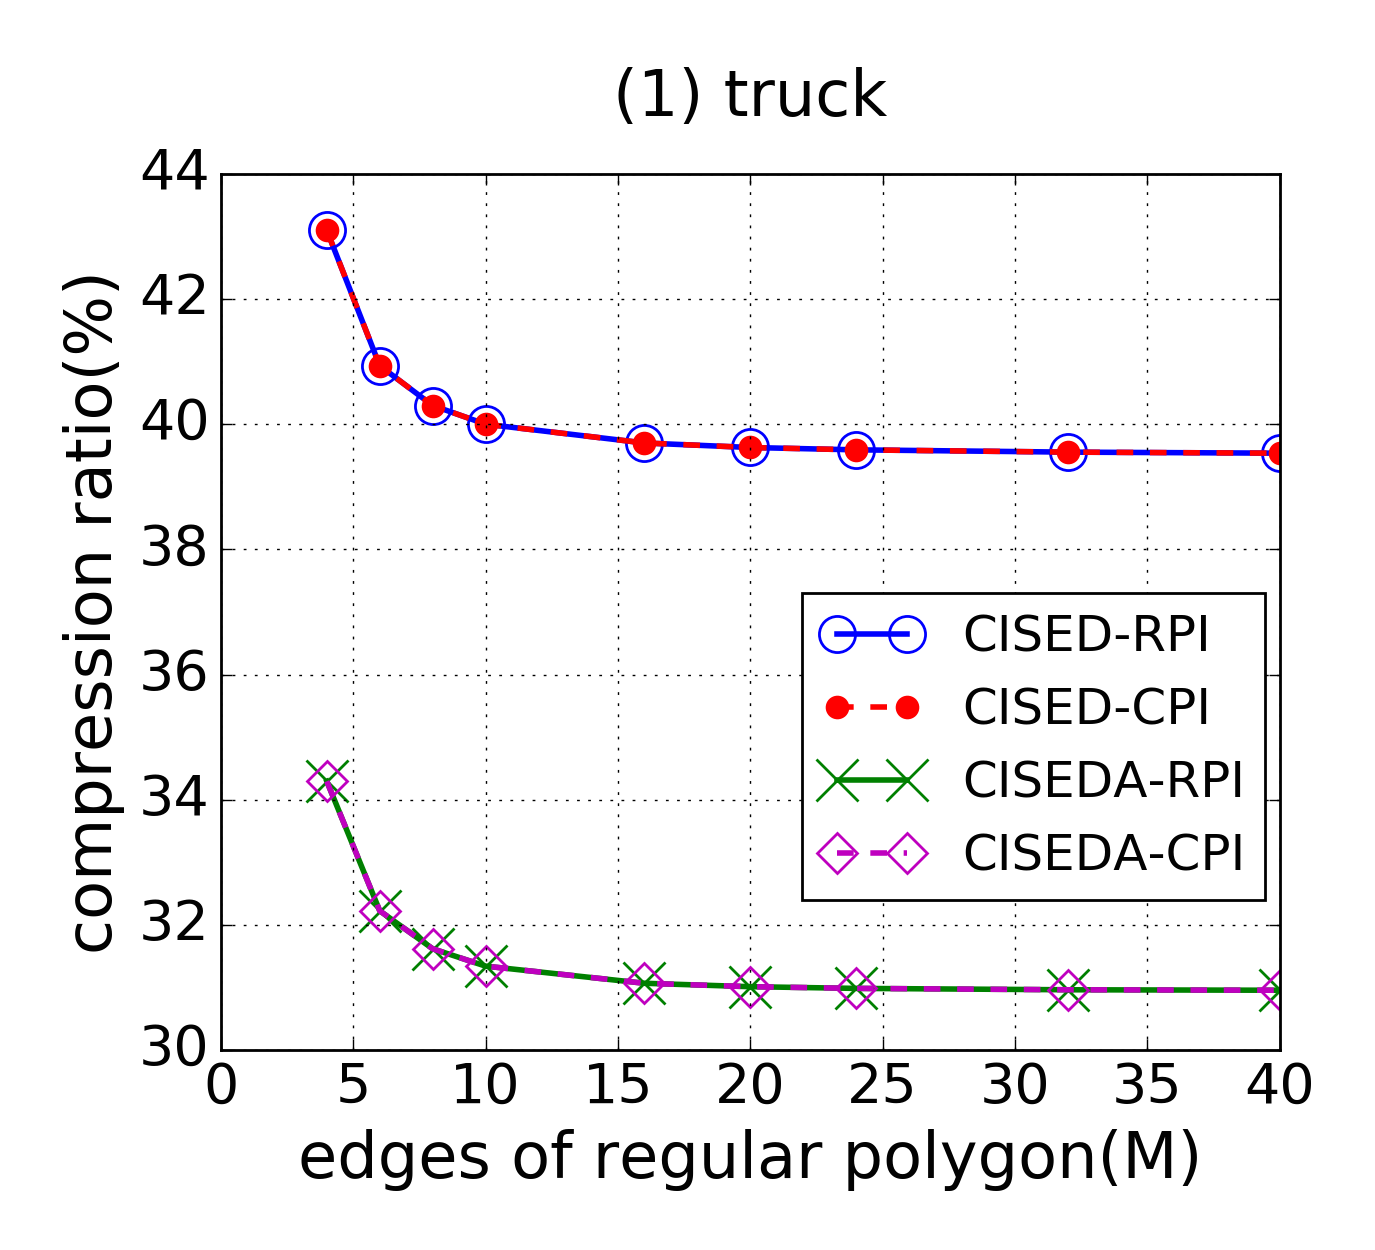 (1) truck
44
42
40
38
36
34
32
30
compression ratio(%)
CISED-RPI
CISED-CPI
CISEDA-RPI
CISEDA-CPI
0 5 10 15 20 25 30 35 40
edges of regular polygon(M)